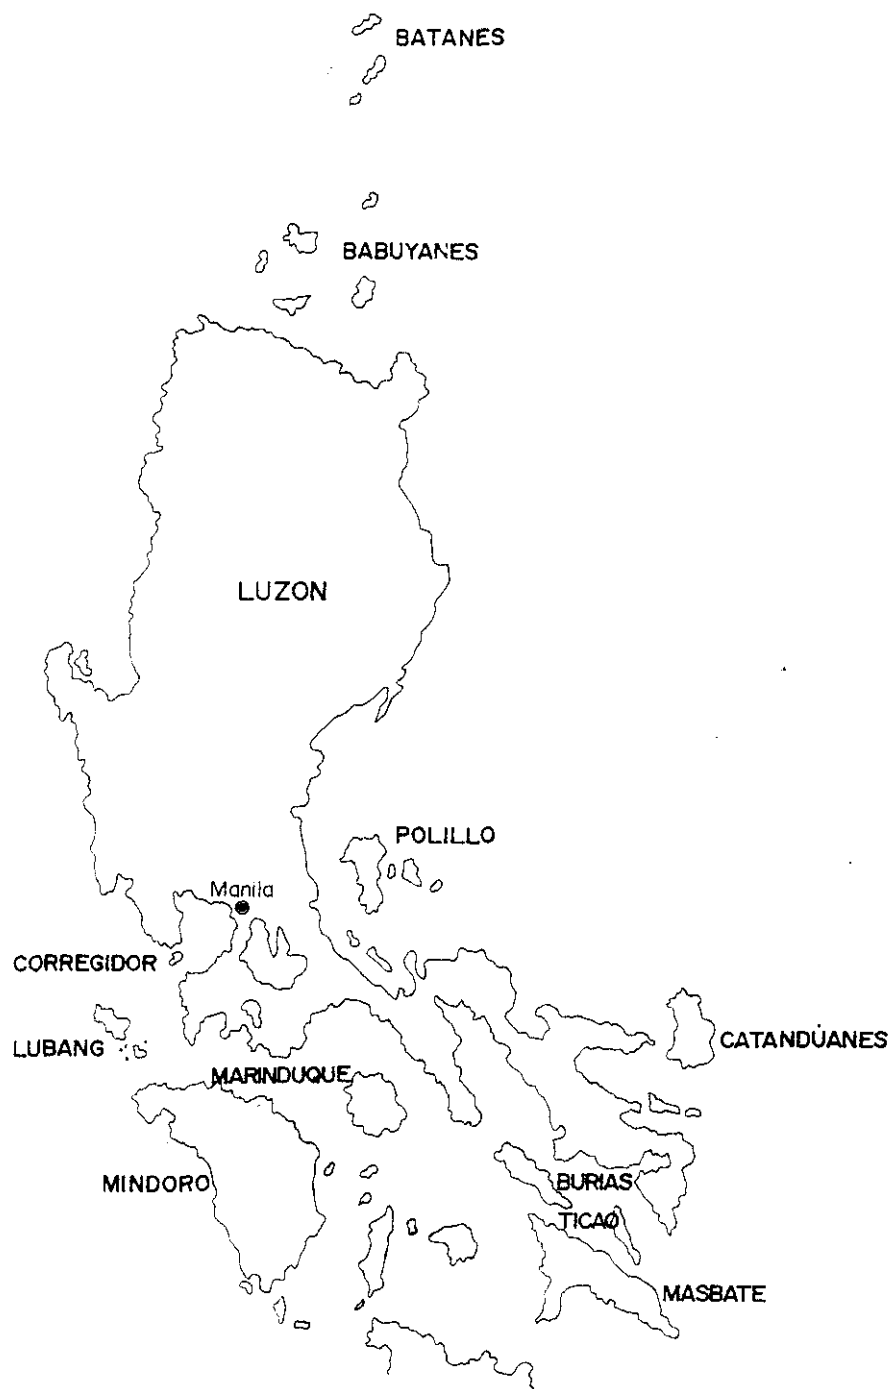 BATANES
BABUYANES
LUZON
POLILLO
Manila
CORREGIDOR
LUBANG
CATANDUANES
MARINDUQUE
MINDORO
BURIAS
TICAO
MASBATE